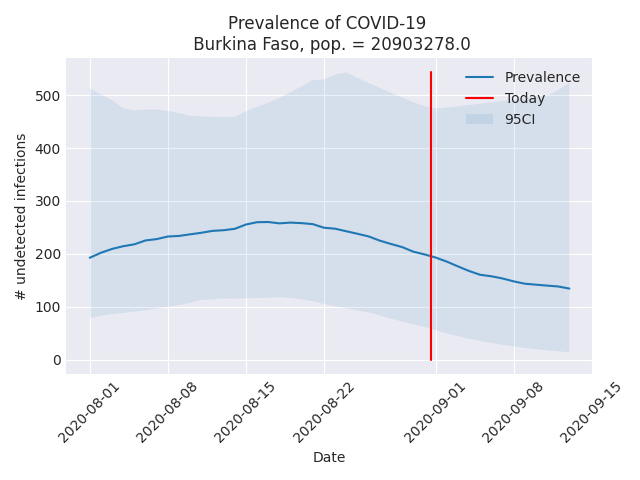 Prevalence of COVID-19
Burkina Faso, pop. = 20903278.0
Prevalence
Today
95CI
# undetected infections
500
400
300
200
100
0
2020-08-01
2020-08-08
2020-08-15
2020-08-22
2020-09-01
2020-09-08
2020-09-15
Date